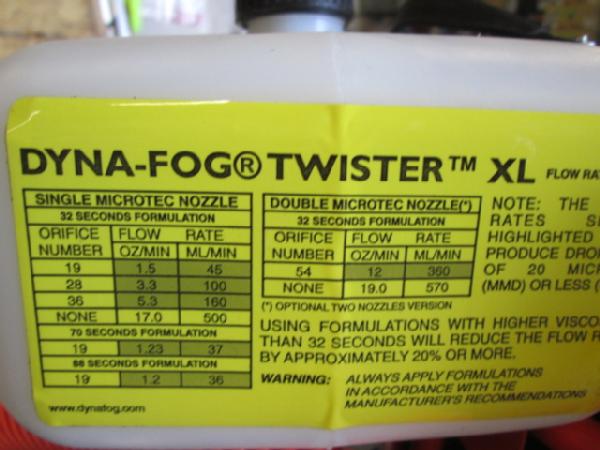 DYNA-FOG® TWISTER™ XL FLOW RA
SINGLE MICROTEC NOZZLE
32 SECONDS FORMULATION
ORIFICE FLOW RATE
NUMBER OZ/MIN ML/MIN
19 1.5 45
28 3.3 100
36 5.3 160
NONE 17.0 500
70 SECONDS FORMULATION
19 1.23 37
88 SECONDS FORMULATION
19 1.2 36
www.dynafog.com
DOUBLE MICROTEC NOZZLE(*)
32 SECONDS FORMULATION
ORIFICE FLOW RATE
NUMBER OZ/MIN ML/MIN
54 12 360
NONE 19.0 570
(*) OPTIONAL TWO NOZZLES VERSION
NOTE: THE
RATES S
HIGHLIGHTED
PRODUCE DRO
OF 20 MIC
(MMD) OR LESS (
USING FORMULATIONS WITH HIGHER VISCO
THAN 32 SECONDS WILL REDUCE THE FLOW R
BY APPROXIMATELY 20% OR MORE.
WARNING: ALWAYS APPLY FORMULATIONS
IN ACCORDANCE WITH THE
MANUFACTURER'S RECOMMENDATIONS